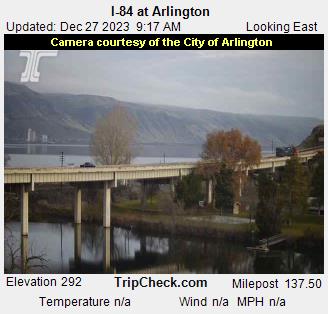 I-84 at Arlington
Updated: Dec 27 2023 9:17 AM Looking East
Camera courtesy of the City of Arlington
Elevation 292 TripCheck.com Milepost 137.50
Temperature n/a Wind n/a MPH n/a